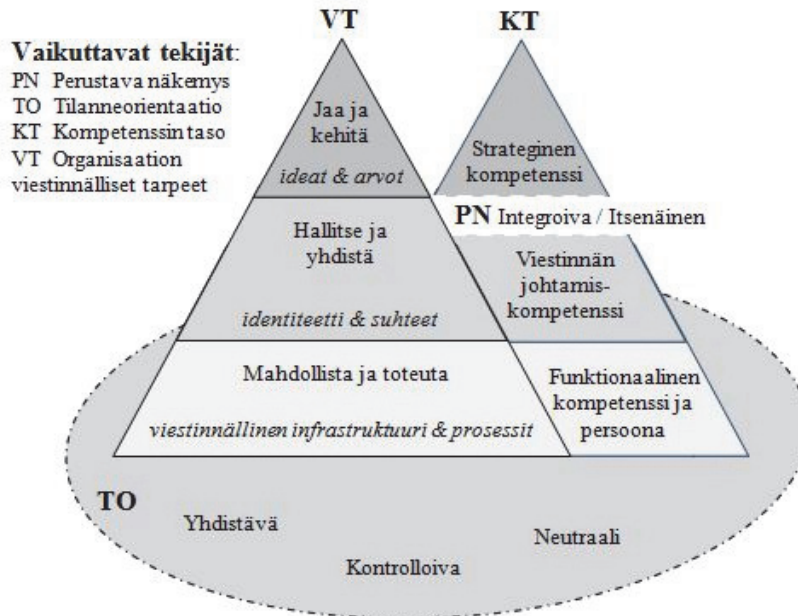 VT
KT
Vaikuttavat tekijät:
PN Perustava näkemys
TO Tilanneorientaatio
KT Kompetenssin taso
VT Organisaation
viestinnälliset tarpeet
Jaa ja
kehitä
ideat & arvot
Strateginen
kompetenssi
PN Integroiva / Itsenäinen
Hallitse ja
yhdistä
identiteetti & suhteet
Viestinnän
johtamis-
kompetenssi
Mahdollista ja toteuta
viestinnällinen infrastruktuuri & prosessit
Funktionaalinen
kompetenssi ja
persoona
TO
Yhdistävä
Kontrolloiva
Neutraali